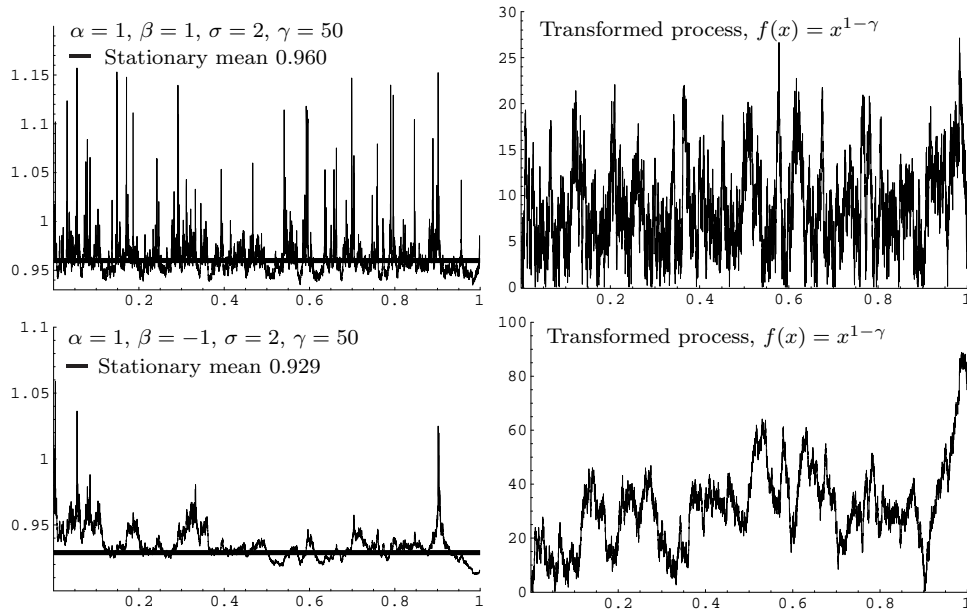 α = 1, β = 1, σ = 2, γ = 50
Stationary mean 0.960
1.15
1.1
1.05
1
0.95
0.2 0.4 0.6 0.8 1
Transformed process, f(x) = x^{1−γ}
30
25
20
15
10
5
0
0.2 0.4 0.6 0.8 1
α = 1, β = −1, σ = 2, γ = 50
Stationary mean 0.929
1.1
1.05
1
0.95
0.2 0.4 0.6 0.8 1
Transformed process, f(x) = x^{1−γ}
100
80
60
40
20
0
0.2 0.4 0.6 0.8 1